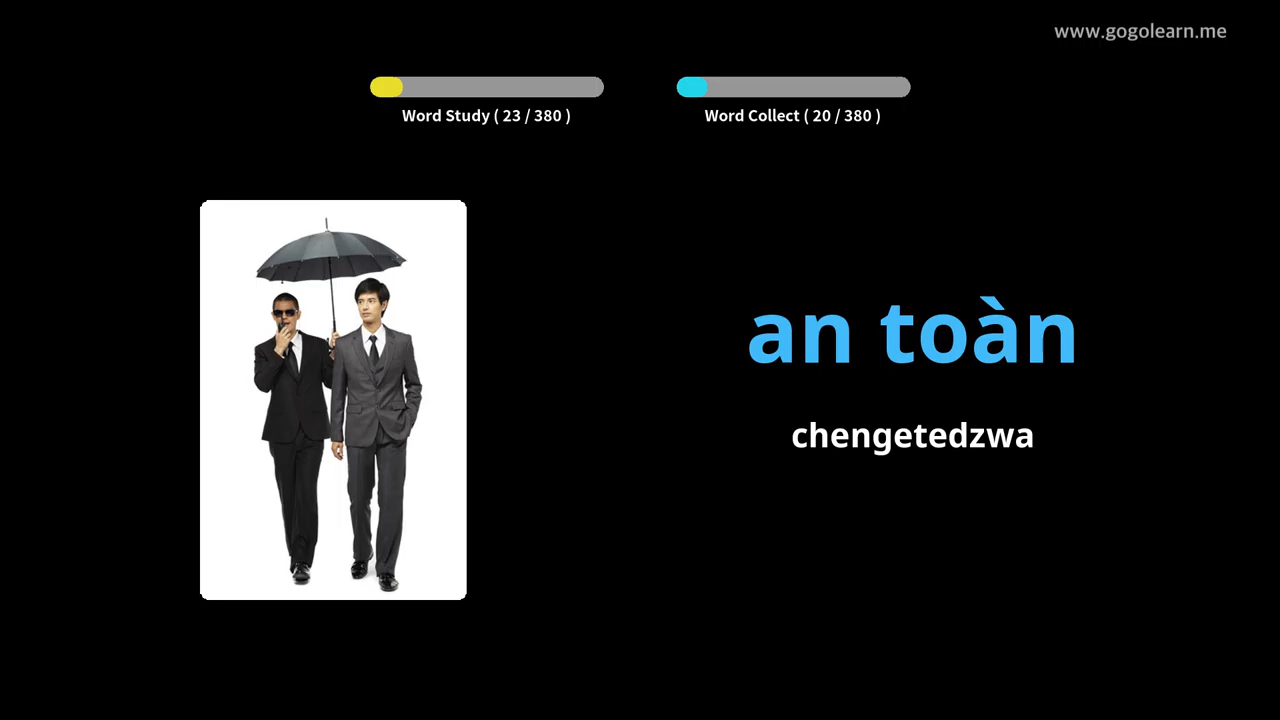 www.gogolearn.me
Word Study ( 23 / 380 )
Word Collect ( 20 / 380 )
an toàn
chengetedzwa